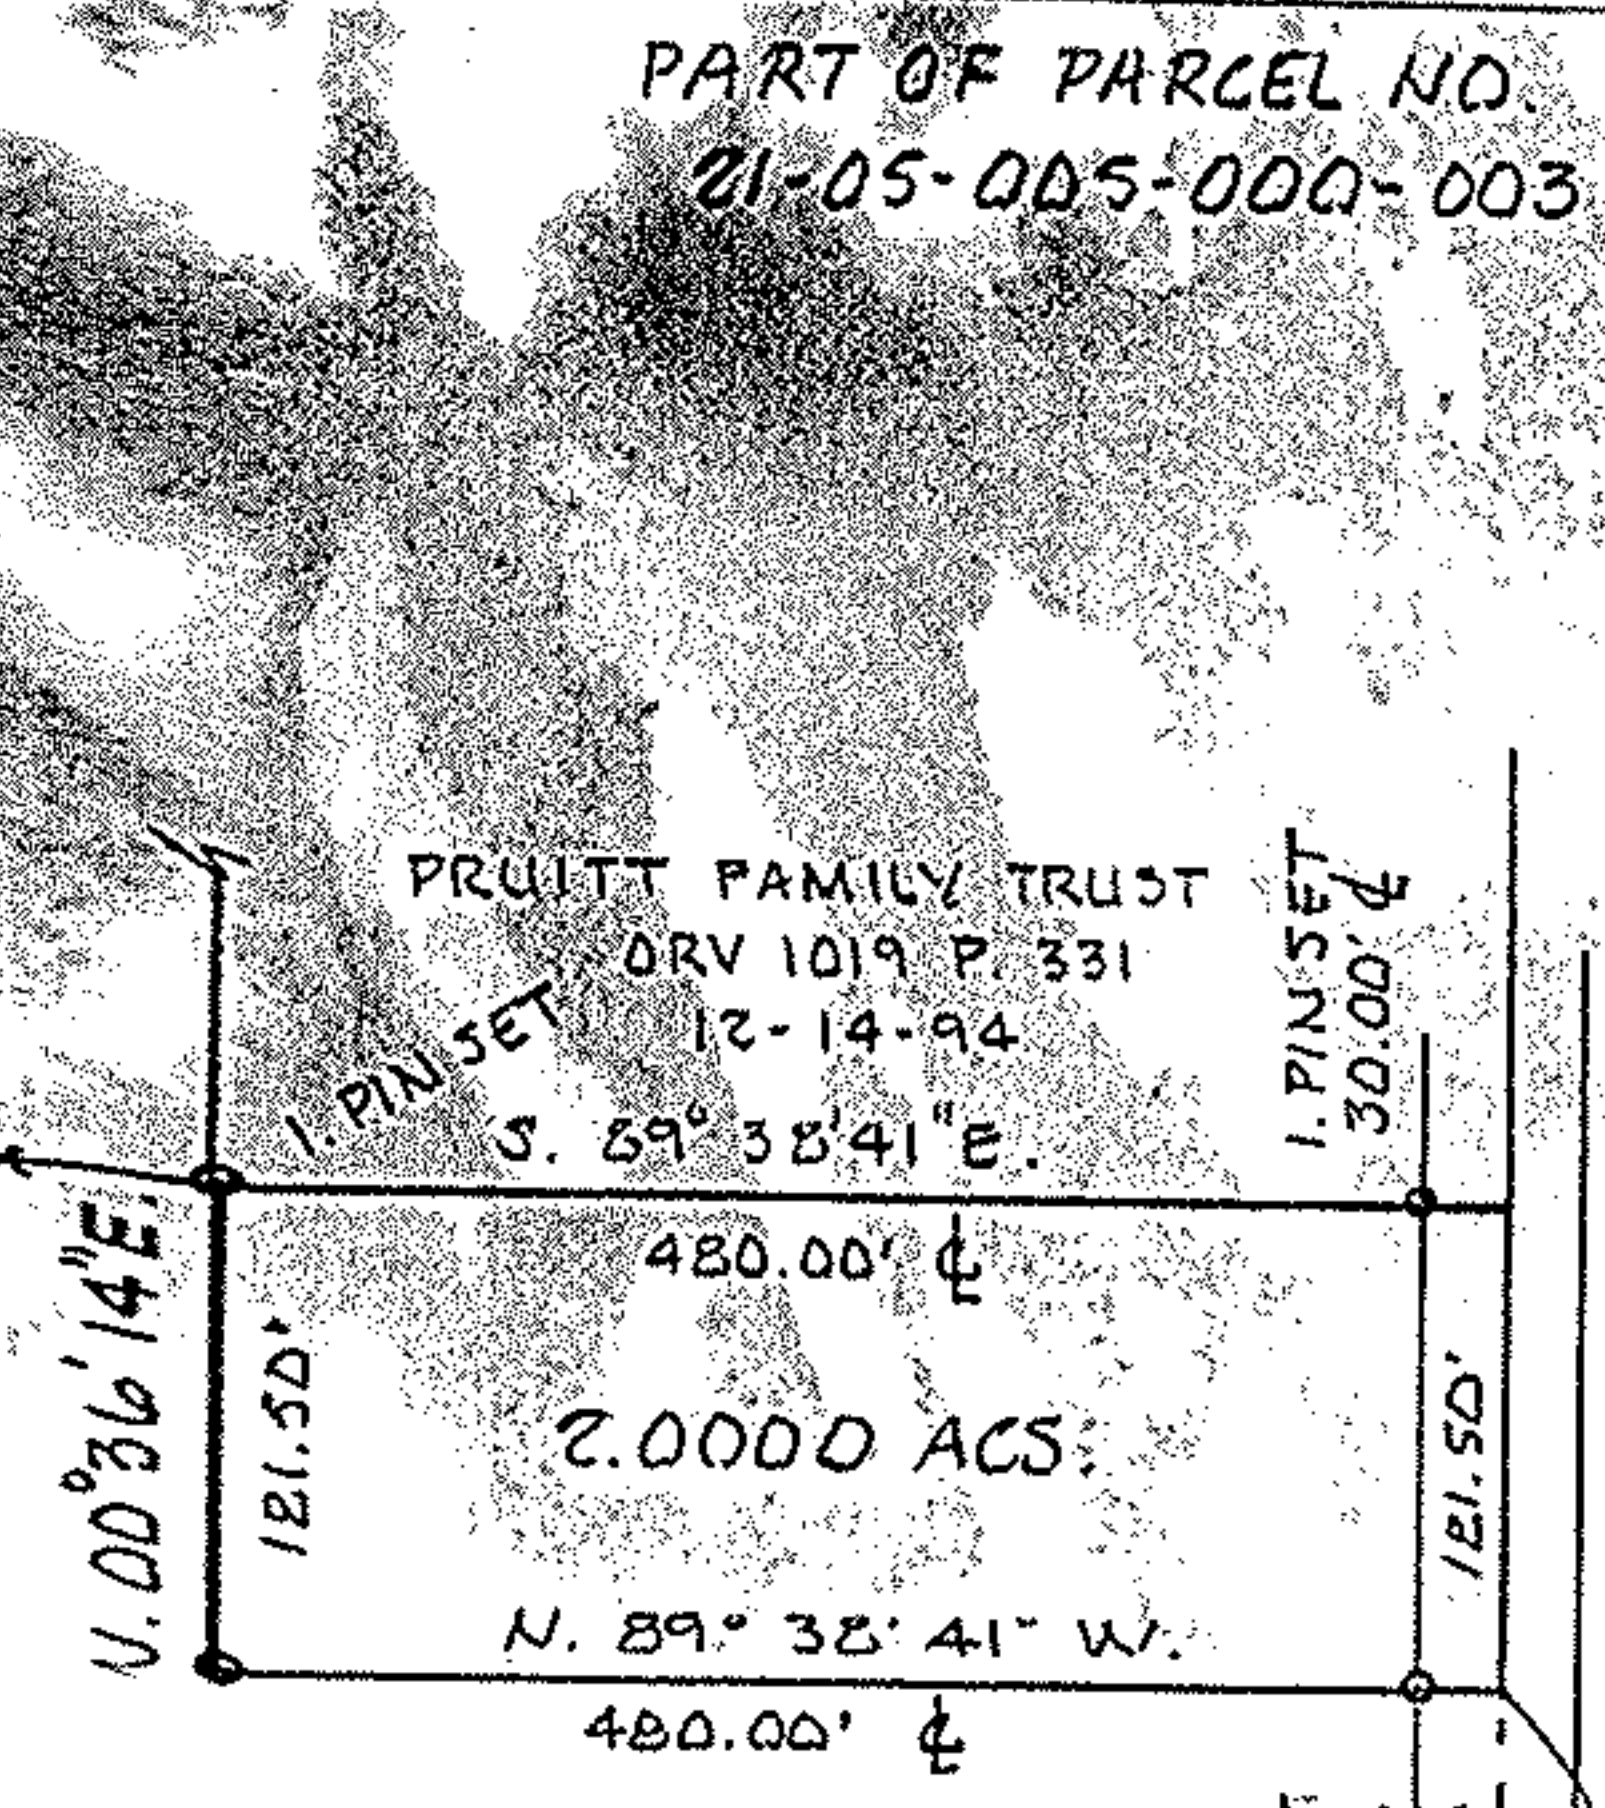 PART OF PARCEL NO.
21-05-005-000-003
PRUITT FAMILY TRUST
ORV 1019 P. 331
12-14-94
I. PIN SET
I. PIN SET
30.00' ℄
S. 89° 38' 41" E.
480.00' ℄
N. 00° 36' 14" E.
181.50'
2.0000 ACS.
181.50'
N. 89° 38' 41" W.
480.00' ℄